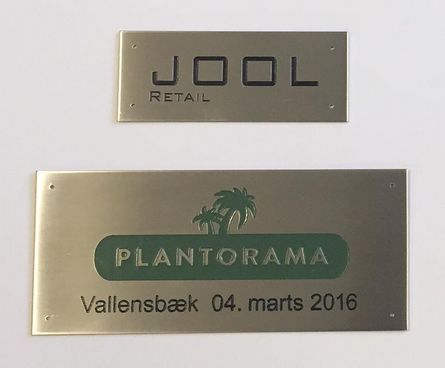 JOOL
RETAIL
PLANTORAMA
Vallensbæk 04. marts 2016